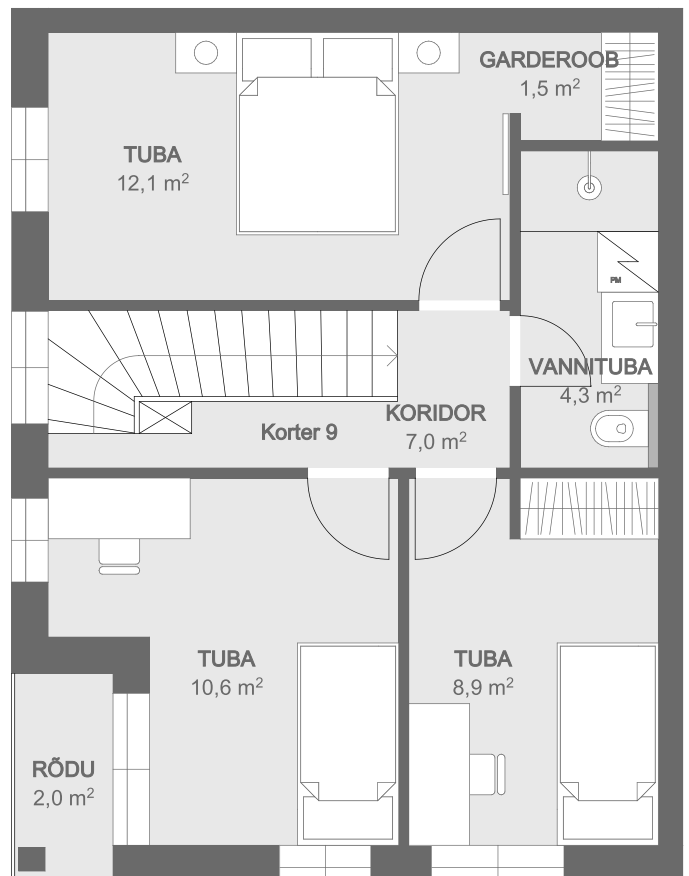 GARDEROOB
1,5 m²
TUBA
12,1 m²
PM
VANNITUBA
4,3 m²
KORIDOR
7,0 m²
Korter 9
TUBA
10,6 m²
TUBA
8,9 m²
RÕDU
2,0 m²